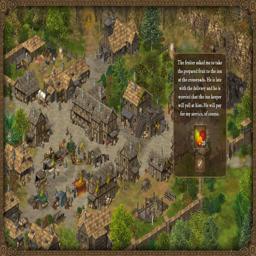 The fruiter asked me to take
the prepared fruit to the inn
at the crossroads. He is late
with the delivery and he is
worried that the inn keeper
will yell at him. He will pay
for my service, of course.